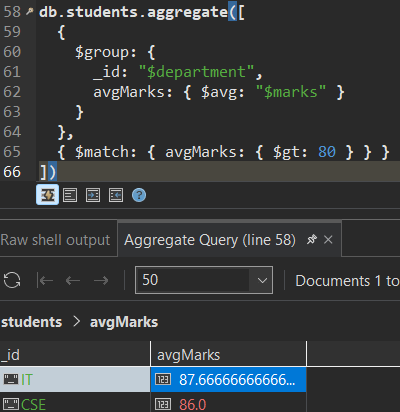 58 db.students.aggregate([
59 {
60 $group: {
61 _id: "$department",
62 avgMarks: { $avg: "$marks" }
63 }
64 },
65 { $match: { avgMarks: { $gt: 80 } } }
66 ])
Raw shell output Aggregate Query (line 58)
50 Documents 1 to
students > avgMarks
_id avgMarks
IT 87.66666666666...
CSE 86.0